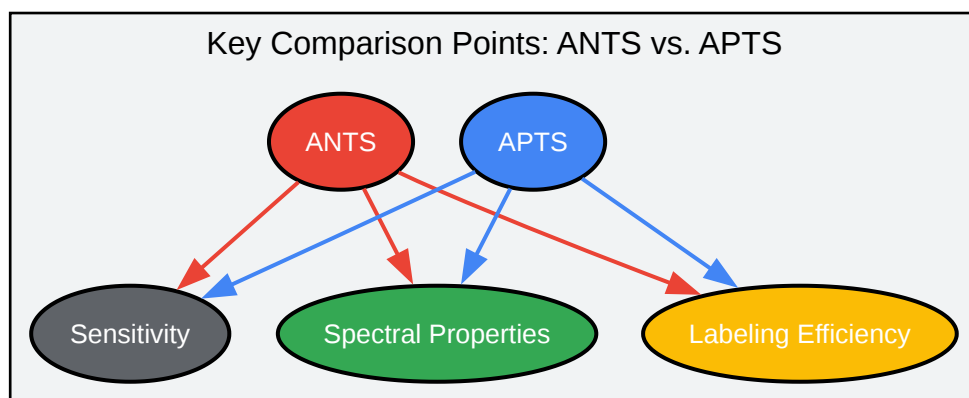 Key Comparison Points: ANTS vs. APTS
ANTS
APTS
Sensitivity
Spectral Properties
Labeling Efficiency